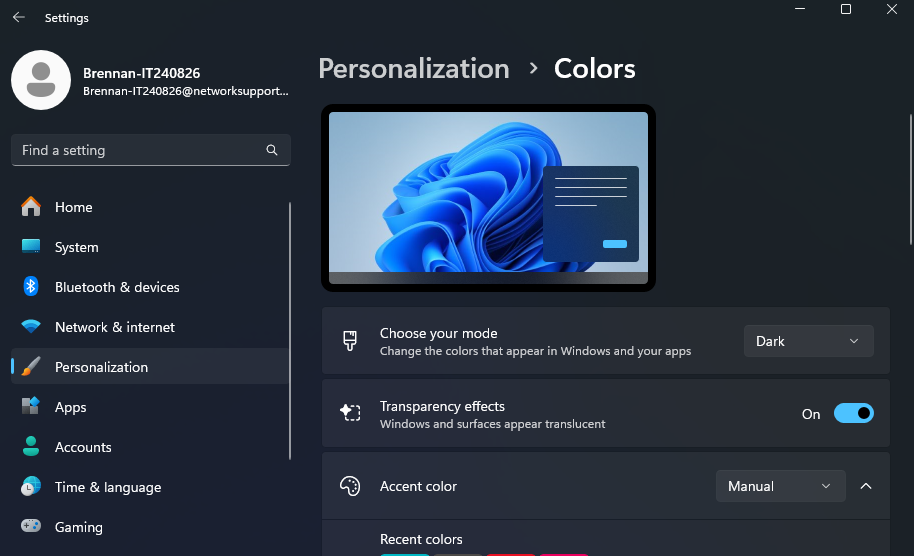 Settings
Brennan-IT240826
Brennan-IT240826@networksupport...
Find a setting
Home
System
Bluetooth & devices
Network & internet
Personalization
Apps
Accounts
Time & language
Gaming
Personalization > Colors
Choose your mode
Change the colors that appear in Windows and your apps
Dark
Transparency effects
Windows and surfaces appear translucent
On
Accent color
Manual
Recent colors